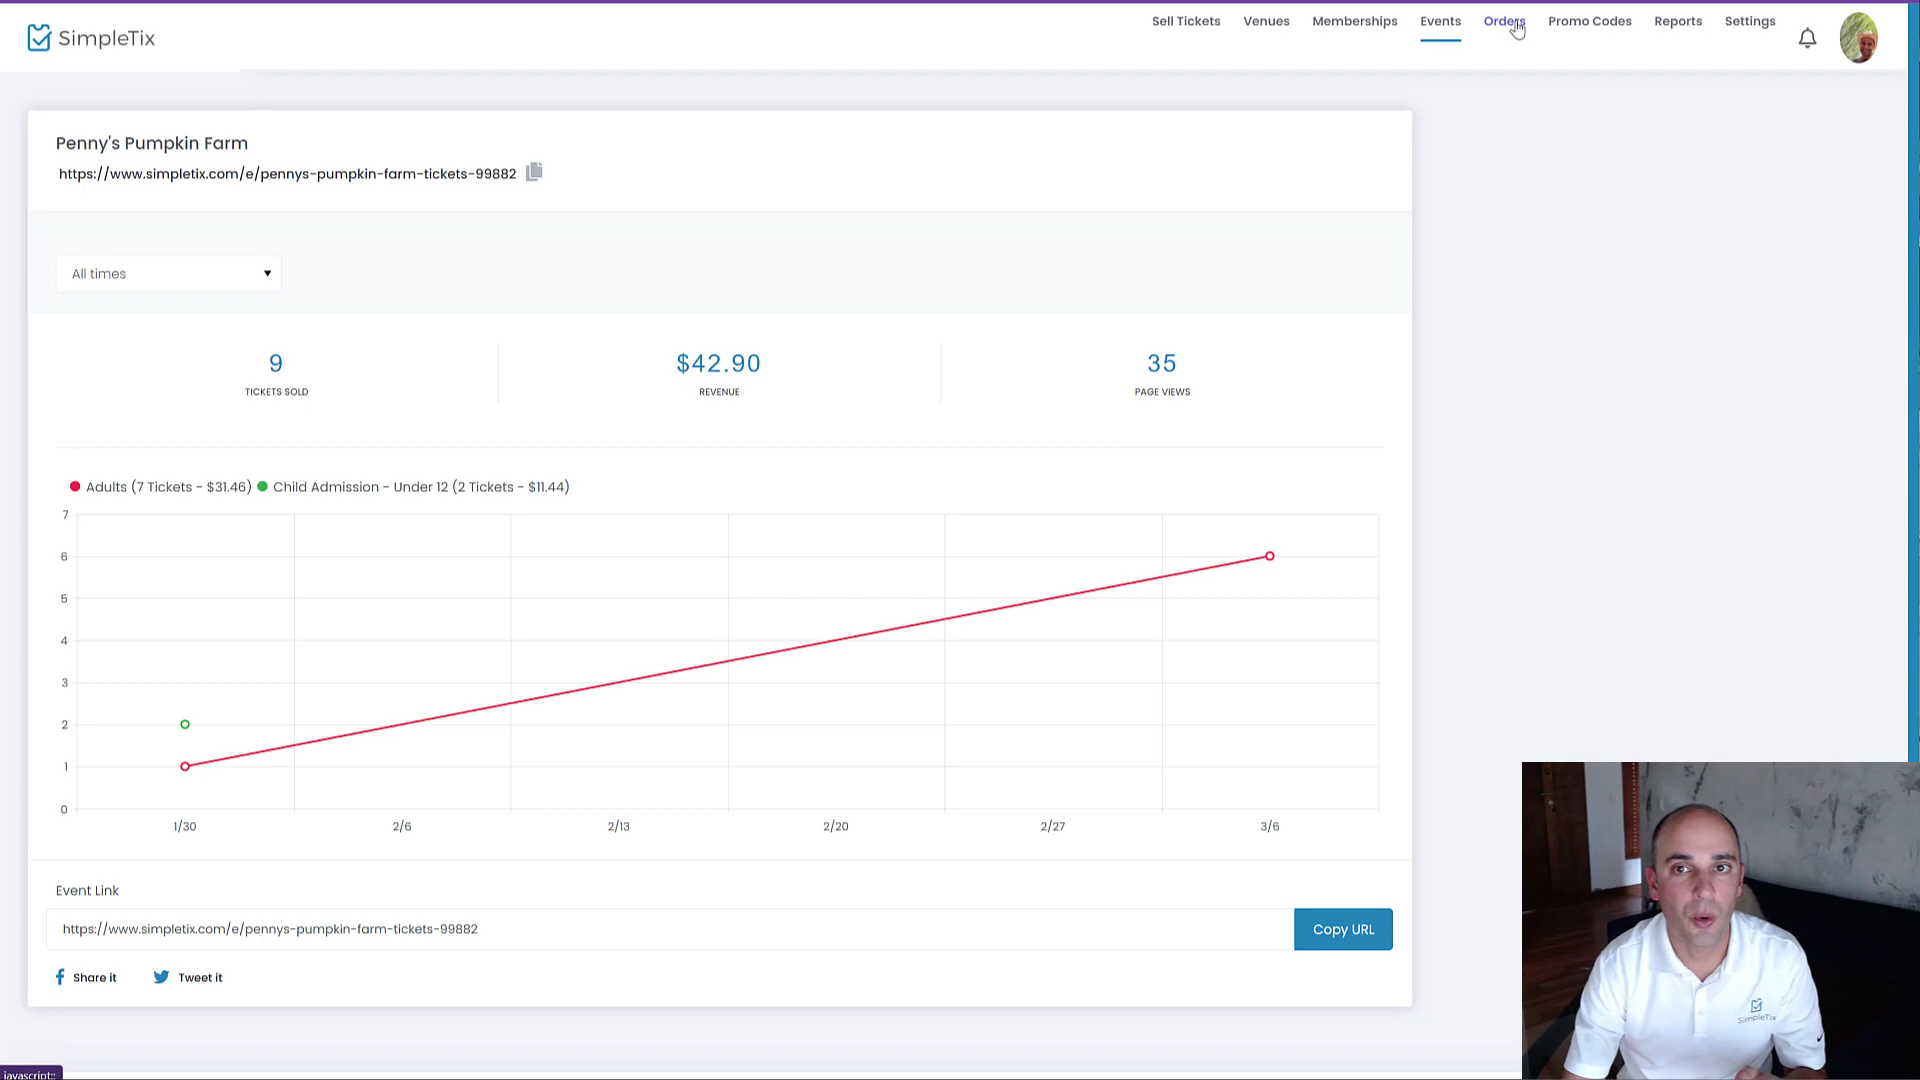 SimpleTix
Sell Tickets Venues Memberships Events Orders Promo Codes Reports Settings
Penny's Pumpkin Farm
https://www.simpletix.com/e/pennys-pumpkin-farm-tickets-99882
All times
9
TICKETS SOLD
$42.90
REVENUE
35
PAGE VIEWS
Adults (7 Tickets - $31.46) Child Admission - Under 12 (2 Tickets - $11.44)
7
6
5
4
3
2
1
0
1/30 2/6 2/13 2/20 2/27 3/6
Event Link
https://www.simpletix.com/e/pennys-pumpkin-farm-tickets-99882
Copy URL
Share it Tweet it
SimpleTix
javascript:;